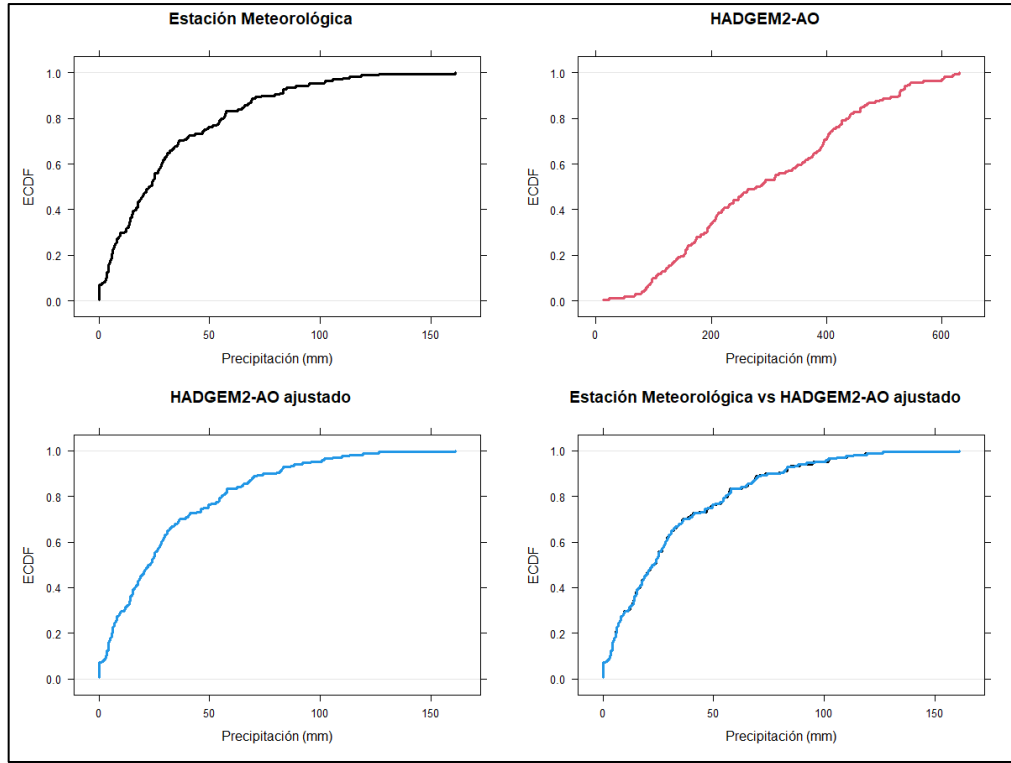 Estación Meteorológica
ECDF
1.0
0.8
0.6
0.4
0.2
0.0
0 50 100 150
Precipitación (mm)
HADGEM2-AO
ECDF
1.0
0.8
0.6
0.4
0.2
0.0
0 200 400 600
Precipitación (mm)
HADGEM2-AO ajustado
ECDF
1.0
0.8
0.6
0.4
0.2
0.0
0 50 100 150
Precipitación (mm)
Estación Meteorológica vs HADGEM2-AO ajustado
ECDF
1.0
0.8
0.6
0.4
0.2
0.0
0 50 100 150
Precipitación (mm)